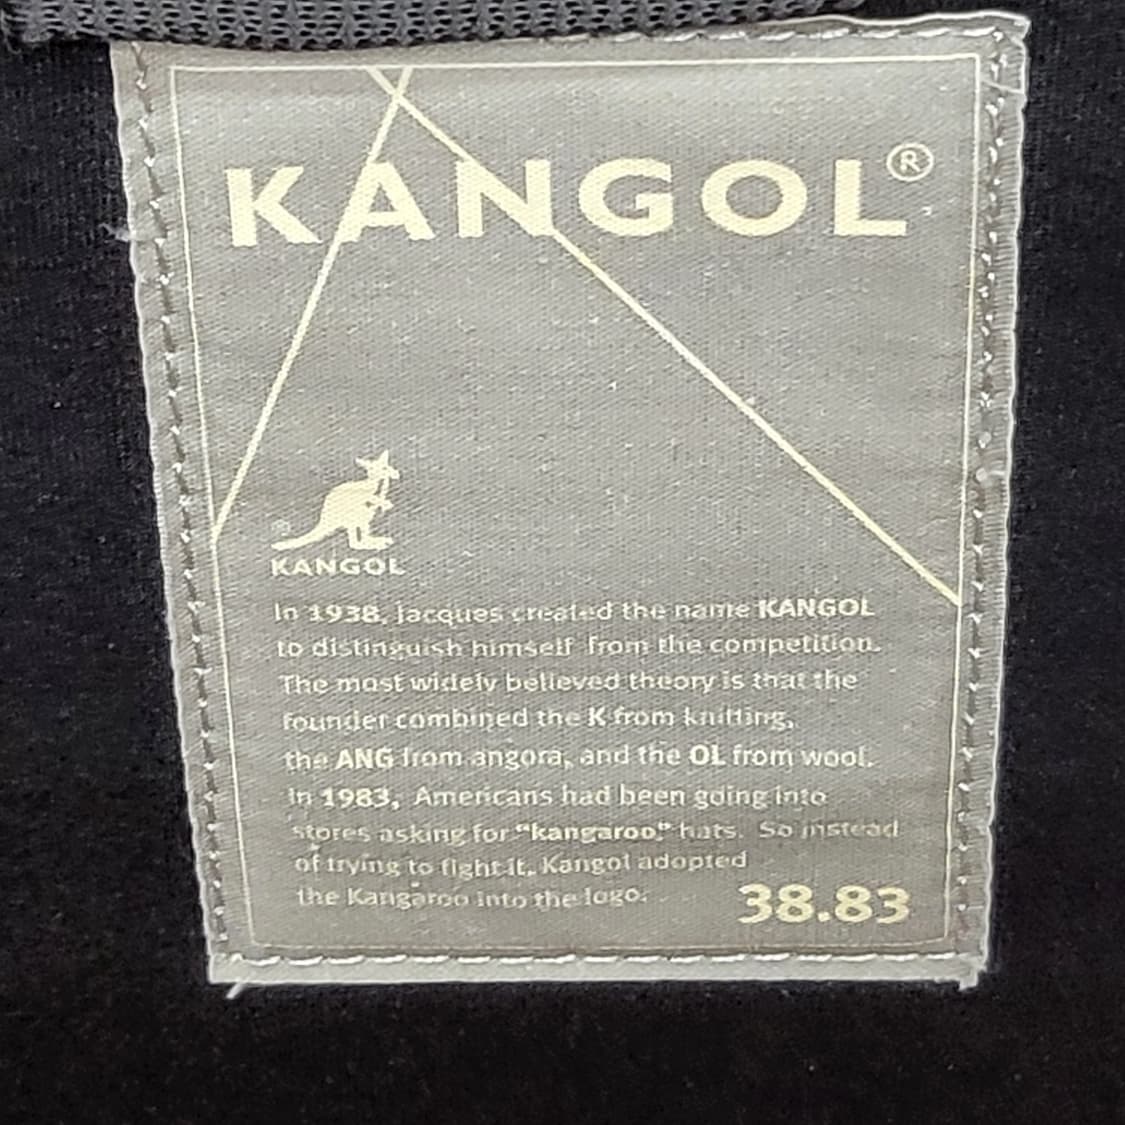 KANGOL®
®
KANGOL
In 1938, Jacques created the name KANGOL
to distinguish himself from the competition.
The most widely believed theory is that the
founder combined the K from knitting,
the ANG from angora, and the OL from wool.
In 1983, Americans had been going into
stores asking for "kangaroo" hats. So instead
of trying to fight it, Kangol adopted
the Kangaroo into the logo.
38.83